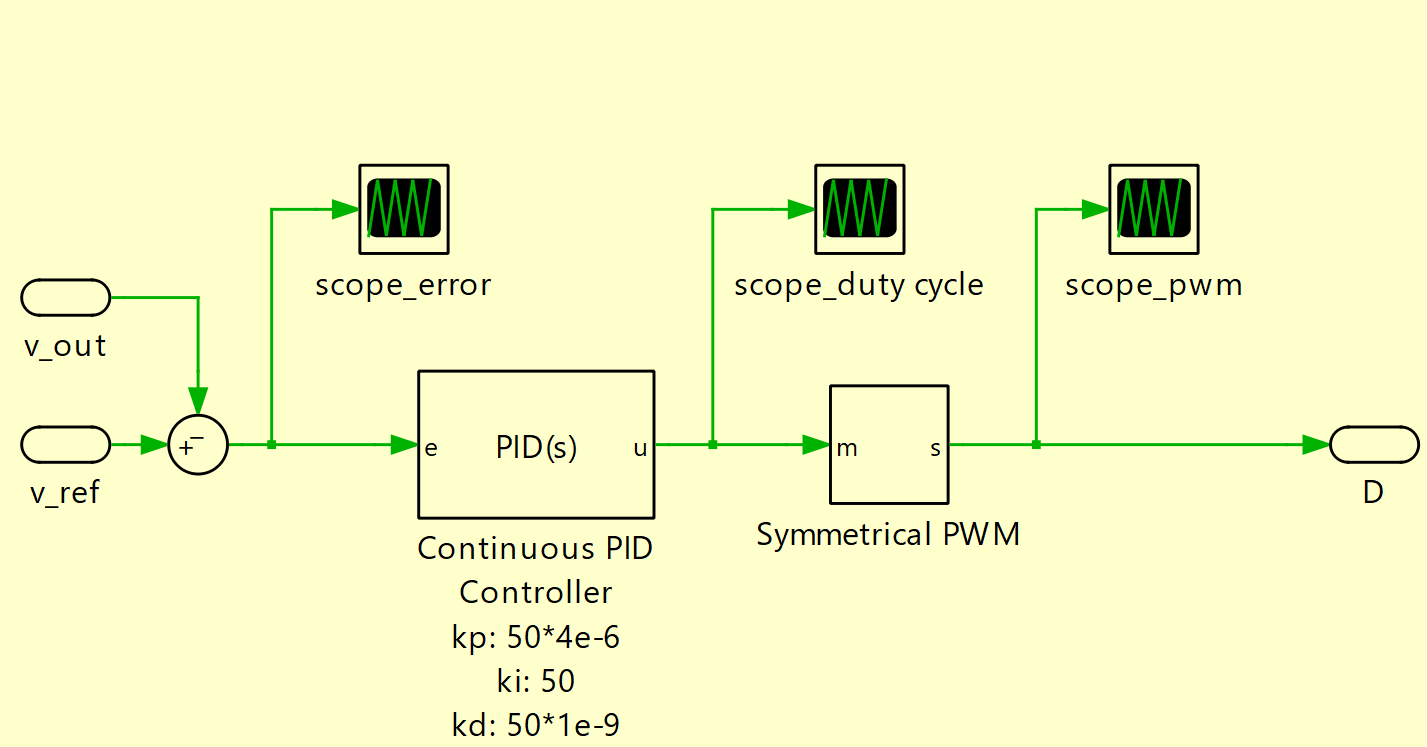 scope_error
scope_duty cycle
scope_pwm
v_out
−
+
v_ref
e
PID(s)
u
m
s
D
Symmetrical PWM
Continuous PID
Controller
kp: 50*4e-6
ki: 50
kd: 50*1e-9